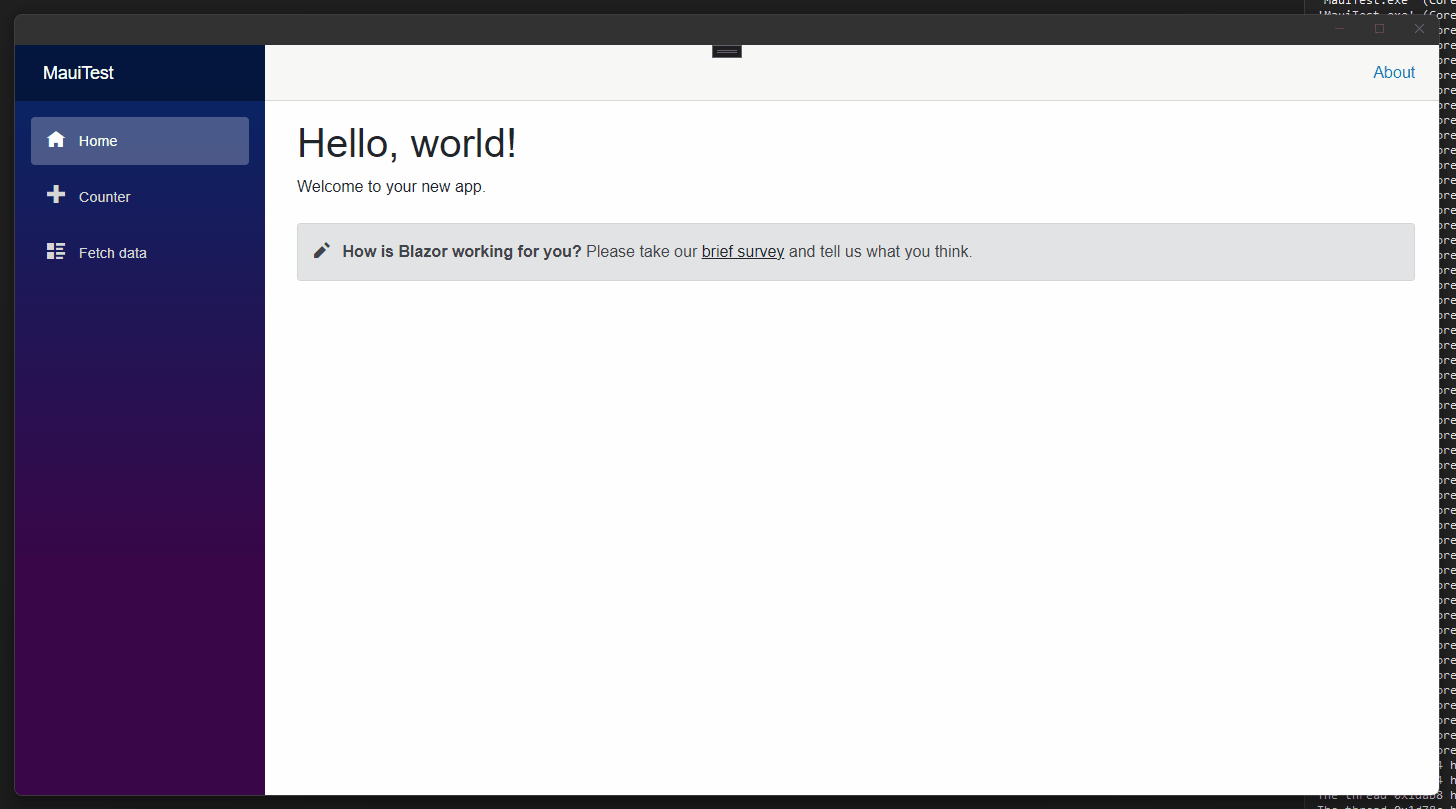 'MauiTest.exe' (Core
'MauiTest.exe' (Core
MauiTest
About
Home
Counter
Fetch data
Hello, world!
Welcome to your new app.
How is Blazor working for you? Please take our brief survey and tell us what you think.
The thread
The thread